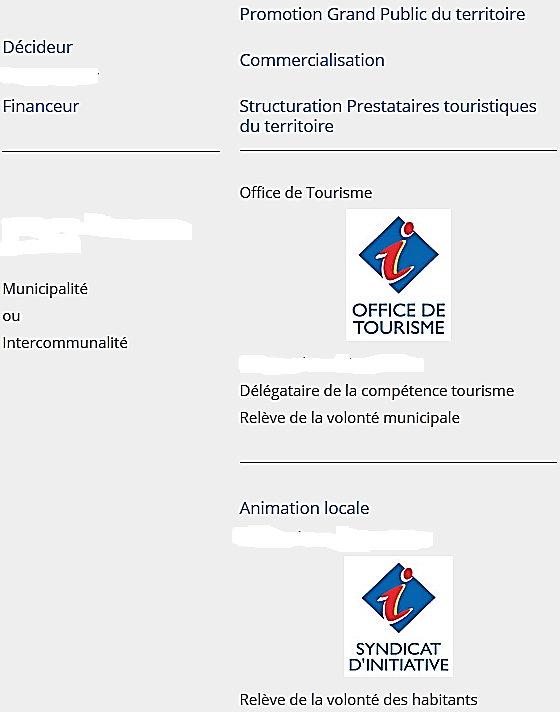 Décideur
Financeur
Municipalité
ou
Intercommunalité
Promotion Grand Public du territoire
Commercialisation
Structuration Prestataires touristiques
du territoire
Office de Tourisme
OFFICE DE
TOURISME
Délégataire de la compétence tourisme
Relève de la volonté municipale
Animation locale
SYNDICAT
D'INITIATIVE
Relève de la volonté des habitants